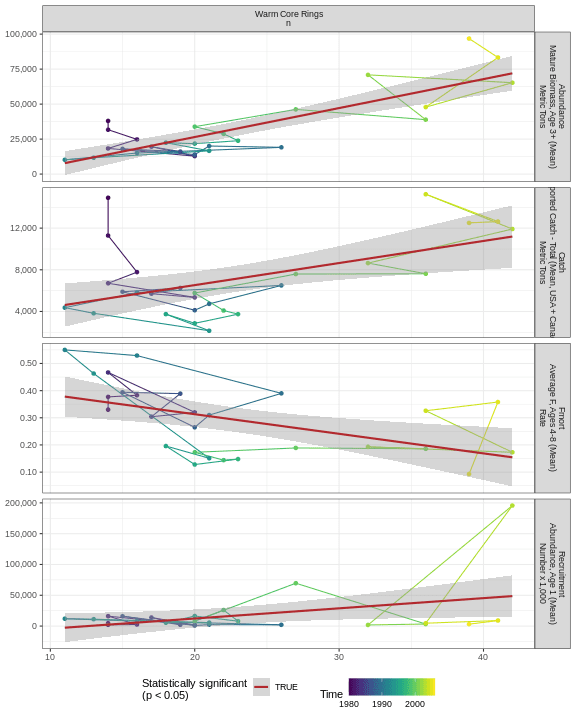 Warm Core Rings
n
100,000
75,000
50,000
25,000
0
Abundance
Mature Biomass, Age 3+ (Mean)
Metric Tons
12,000
8,000
4,000
Catch
ported Catch - Total (Mean, USA + Cana
Metric Tons
0.50
0.40
0.30
0.20
0.10
Fmort
Average F, Ages 4-8 (Mean)
Rate
200,000
150,000
100,000
50,000
0
Recruitment
Abundance, Age 1 (Mean)
Number x 1,000
10 20 30 40
Statistically significant
(p < 0.05)
TRUE
Time
1980 1990 2000